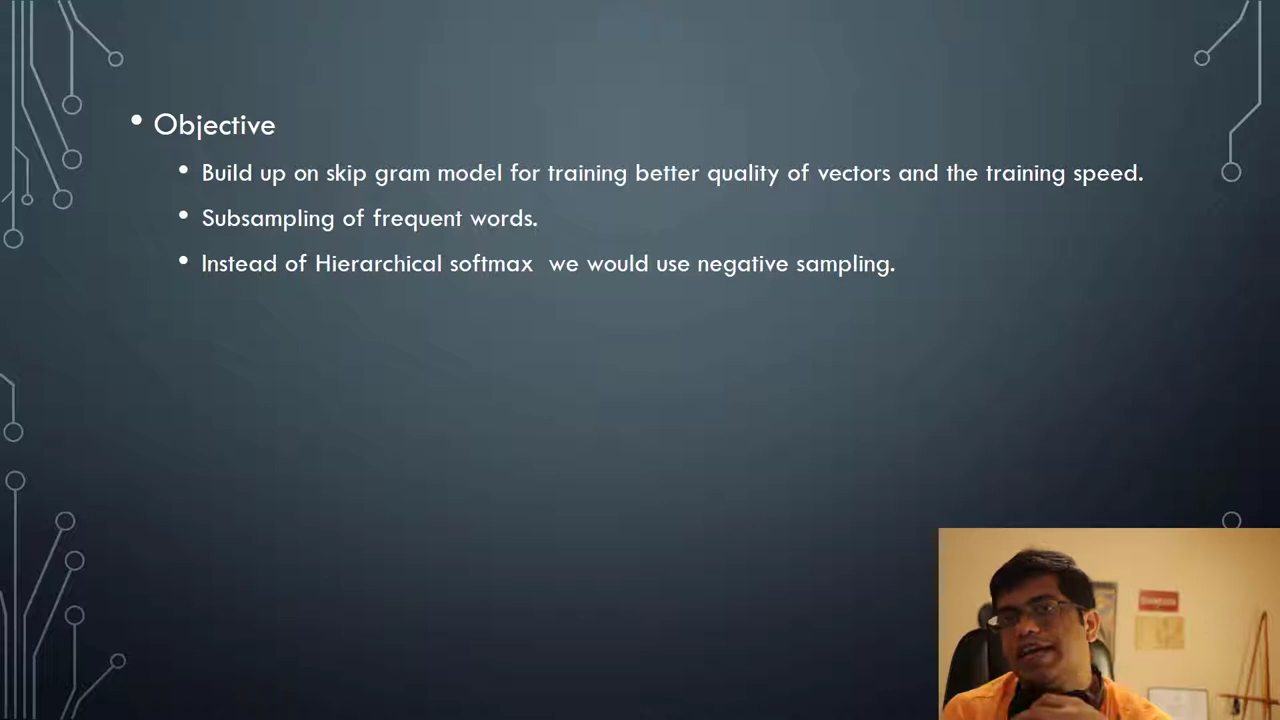 Objective
Build up on skip gram model for training better quality of vectors and the training speed.
Subsampling of frequent words.
Instead of Hierarchical softmax we would use negative sampling.